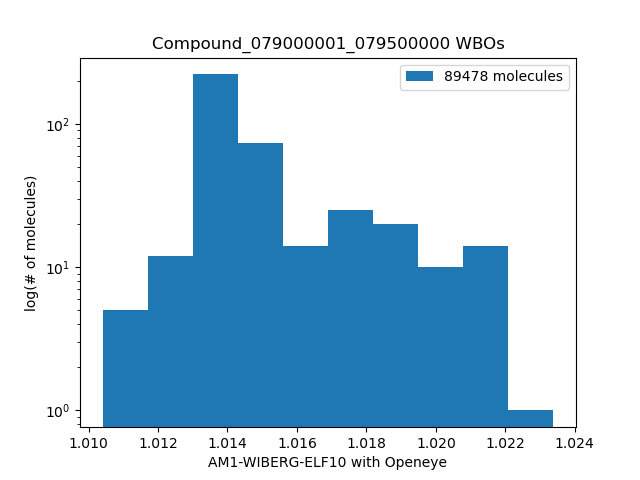 Compound_079000001_079500000 WBOs
89478 molecules
log(# of molecules)
10²
10¹
10⁰
1.010 1.012 1.014 1.016 1.018 1.020 1.022 1.024
AM1-WIBERG-ELF10 with Openeye